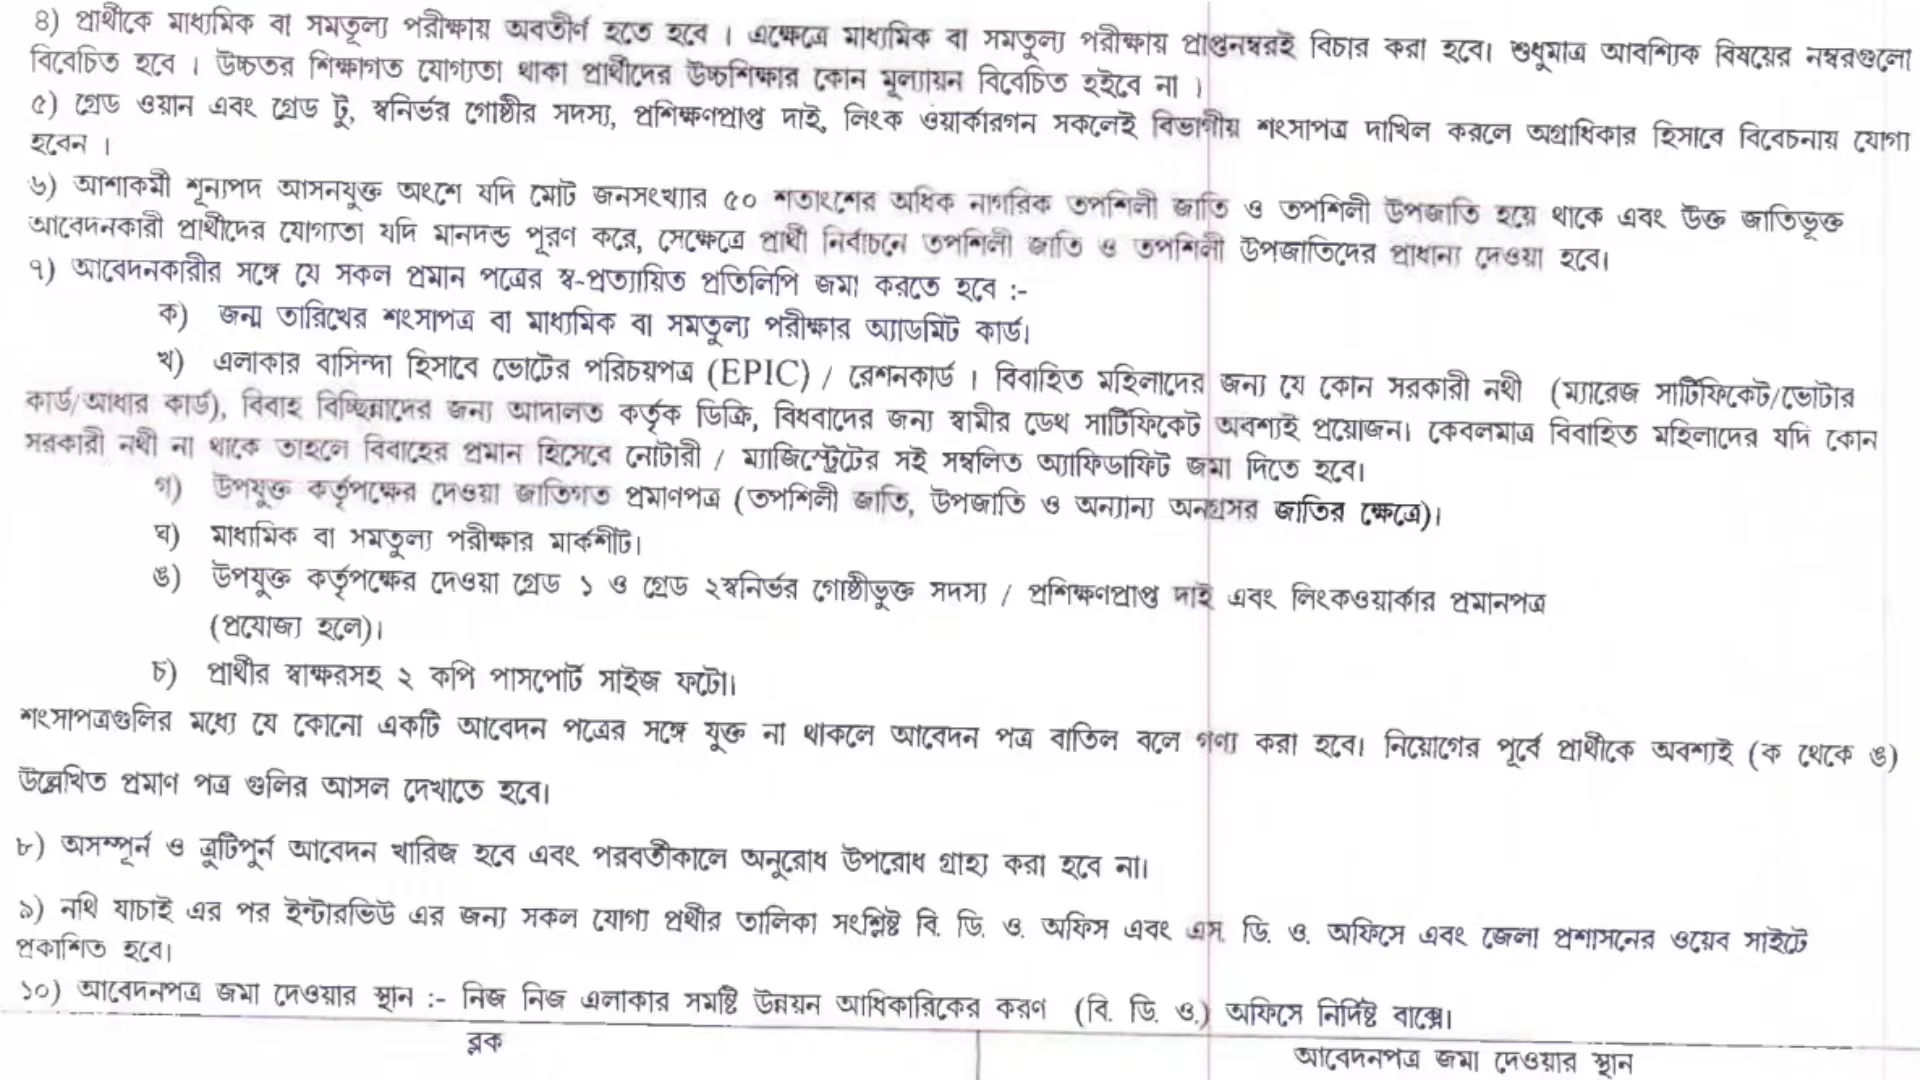 ৪) প্রার্থীকে মাধ্যমিক বা সমতূল্য পরীক্ষায় অবতীর্ণ হতে হবে । এক্ষেত্রে মাধ্যমিক বা সমতুল্য পরীক্ষায় প্রাপ্তনম্বরই বিচার করা হবে। শুধুমাত্র আবশ্যিক বিষয়ের নম্বরগুলো
বিবেচিত হবে । উচ্চতর শিক্ষাগত যোগ্যতা থাকা প্রার্থীদের উচ্চশিক্ষার কোন মূল্যায়ন বিবেচিত হইবে না ।
৫) গ্রেড ওয়ান এবং গ্রেড টু, স্বনির্ভর গোষ্ঠীর সদস্য, প্রশিক্ষণপ্রাপ্ত দাই, লিংক ওয়ার্কারগন সকলেই বিভাগীয় শংসাপত্র দাখিল করলে অগ্রাধিকার হিসাবে বিবেচনায় যোগ্য
হবেন ।
৬) আশাকর্মী শূন্যপদ আসনযুক্ত অংশে যদি মোট জনসংখ্যার ৫০ শতাংশের অধিক নাগরিক তপশিলী জাতি ও তপশিলী উপজাতি হয়ে থাকে এবং উক্ত জাতিভূক্ত
আবেদনকারী প্রার্থীদের যোগ্যতা যদি মানদন্ড পূরণ করে, সেক্ষেত্রে প্রার্থী নির্বাচনে তপশিলী জাতি ও তপশিলী উপজাতিদের প্রাধান্য দেওয়া হবে।
৭) আবেদনকারীর সঙ্গে যে সকল প্রমান পত্রের স্ব-প্রত্যায়িত প্রতিলিপি জমা করতে হবে :-
ক) জন্ম তারিখের শংসাপত্র বা মাধ্যমিক বা সমতুল্য পরীক্ষার অ্যাডমিট কার্ড।
খ) এলাকার বাসিন্দা হিসাবে ভোটের পরিচয়পত্র (EPIC) / রেশনকার্ড । বিবাহিত মহিলাদের জন্য যে কোন সরকারী নথী (ম্যারেজ সার্টিফিকেট/ভোটার
কার্ড/আধার কার্ড), বিবাহ বিচ্ছিন্নাদের জন্য আদালত কর্তৃক ডিক্রি, বিধবাদের জন্য স্বামীর ডেথ সার্টিফিকেট অবশ্যই প্রয়োজন। কেবলমাত্র বিবাহিত মহিলাদের যদি কোন
সরকারী নথী না থাকে তাহলে বিবাহের প্রমান হিসেবে নোটারী / ম্যাজিস্ট্রেটের সই সম্বলিত অ্যাফিডাফিট জমা দিতে হবে।
গ) উপযুক্ত কর্তৃপক্ষের দেওয়া জাতিগত প্রমাণপত্র (তপশিলী জাতি, উপজাতি ও অন্যান্য অনগ্রসর জাতির ক্ষেত্রে)।
ঘ) মাধ্যমিক বা সমতুল্য পরীক্ষার মার্কশীট।
ঙ) উপযুক্ত কর্তৃপক্ষের দেওয়া গ্রেড ১ ও গ্রেড ২স্বনির্ভর গোষ্ঠীভুক্ত সদস্য / প্রশিক্ষণপ্রাপ্ত দাই এবং লিংকওয়ার্কার প্রমানপত্র
(প্রযোজ্য হলে)।
চ) প্রার্থীর স্বাক্ষরসহ ২ কপি পাসপোর্ট সাইজ ফটো।
শংসাপত্রগুলির মধ্যে যে কোনো একটি আবেদন পত্রের সঙ্গে যুক্ত না থাকলে আবেদন পত্র বাতিল বলে গণ্য করা হবে। নিয়োগের পূর্বে প্রার্থীকে অবশ্যই (ক থেকে ঙ)
উল্লেখিত প্রমাণ পত্র গুলির আসল দেখাতে হবে।
৮) অসম্পূর্ন ও ত্রুটিপুর্ন আবেদন খারিজ হবে এবং পরবর্তীকালে অনুরোধ উপরোধ গ্রাহ্য করা হবে না।
৯) নথি যাচাই এর পর ইন্টারভিউ এর জন্য সকল যোগ্য প্রর্থীর তালিকা সংশ্লিষ্ট বি. ডি. ও. অফিস এবং এস. ডি. ও. অফিসে এবং জেলা প্রশাসনের ওয়েব সাইটে
প্রকাশিত হবে।
১০) আবেদনপত্র জমা দেওয়ার স্থান :- নিজ নিজ এলাকার সমষ্টি উন্নয়ন আধিকারিকের করণ (বি. ডি. ও.) অফিসে নির্দিষ্ট বাক্সে।
ব্লক
আবেদনপত্র জমা দেওয়ার স্থান